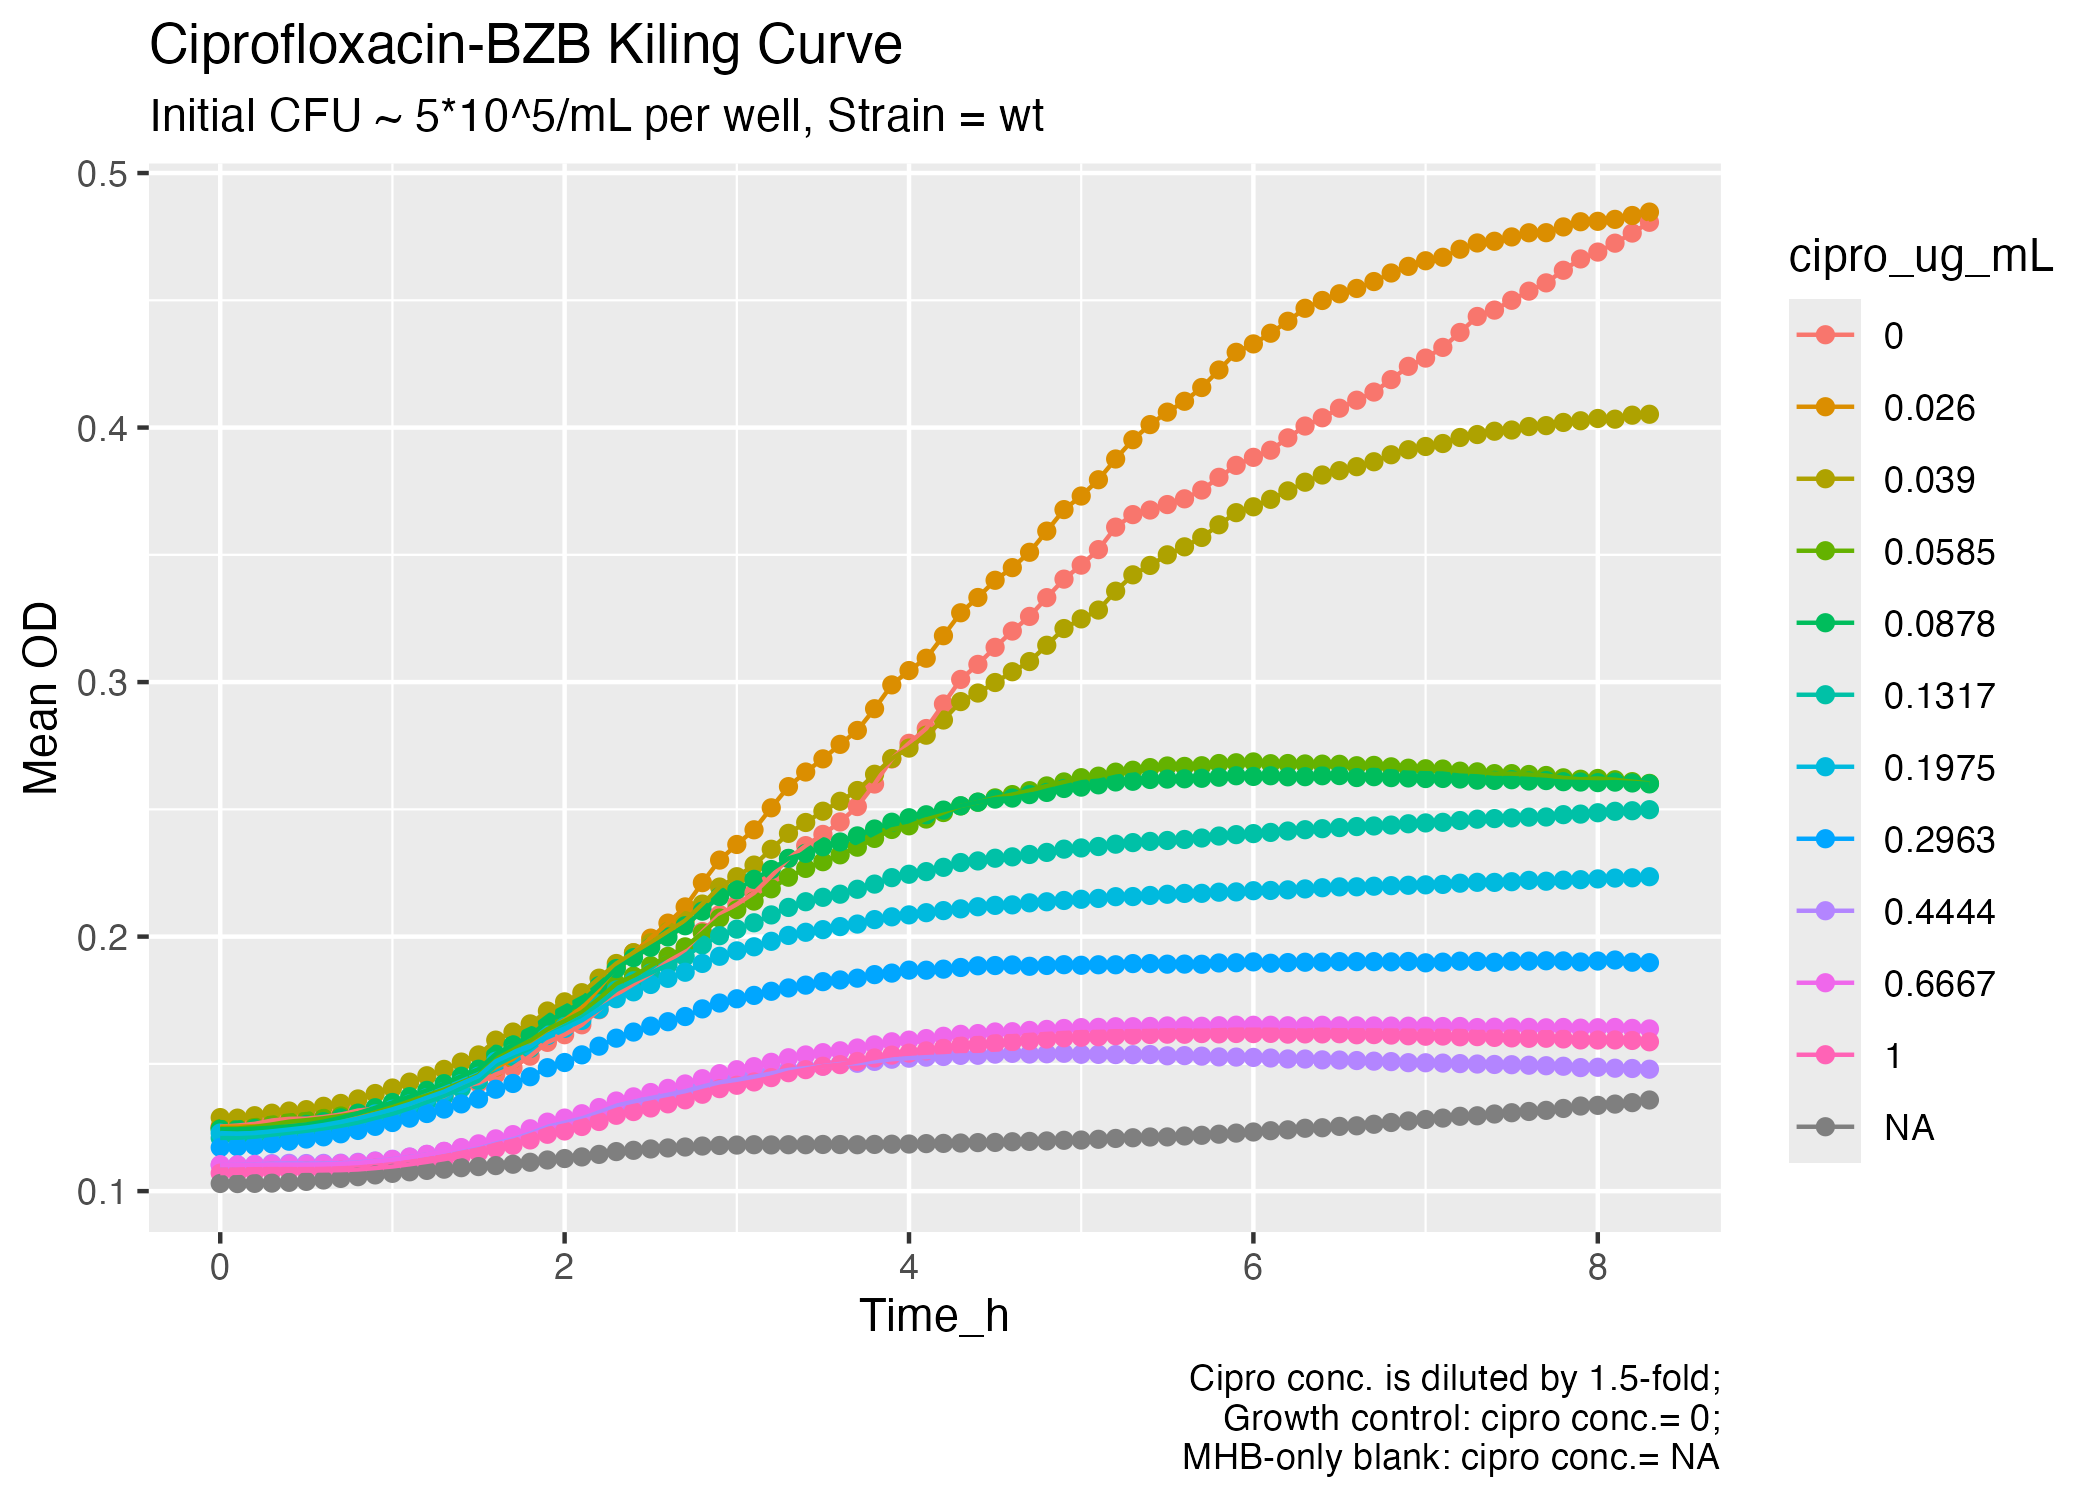 Ciprofloxacin-BZB Kiling Curve
Initial CFU ~ 5*10^5/mL per well, Strain = wt
Mean OD
0.5
0.4
0.3
0.2
0.1
0
2
4
6
8
Time_h
cipro_ug_mL
0
0.026
0.039
0.0585
0.0878
0.1317
0.1975
0.2963
0.4444
0.6667
1
NA
Cipro conc. is diluted by 1.5-fold;
Growth control: cipro conc.= 0;
MHB-only blank: cipro conc.= NA